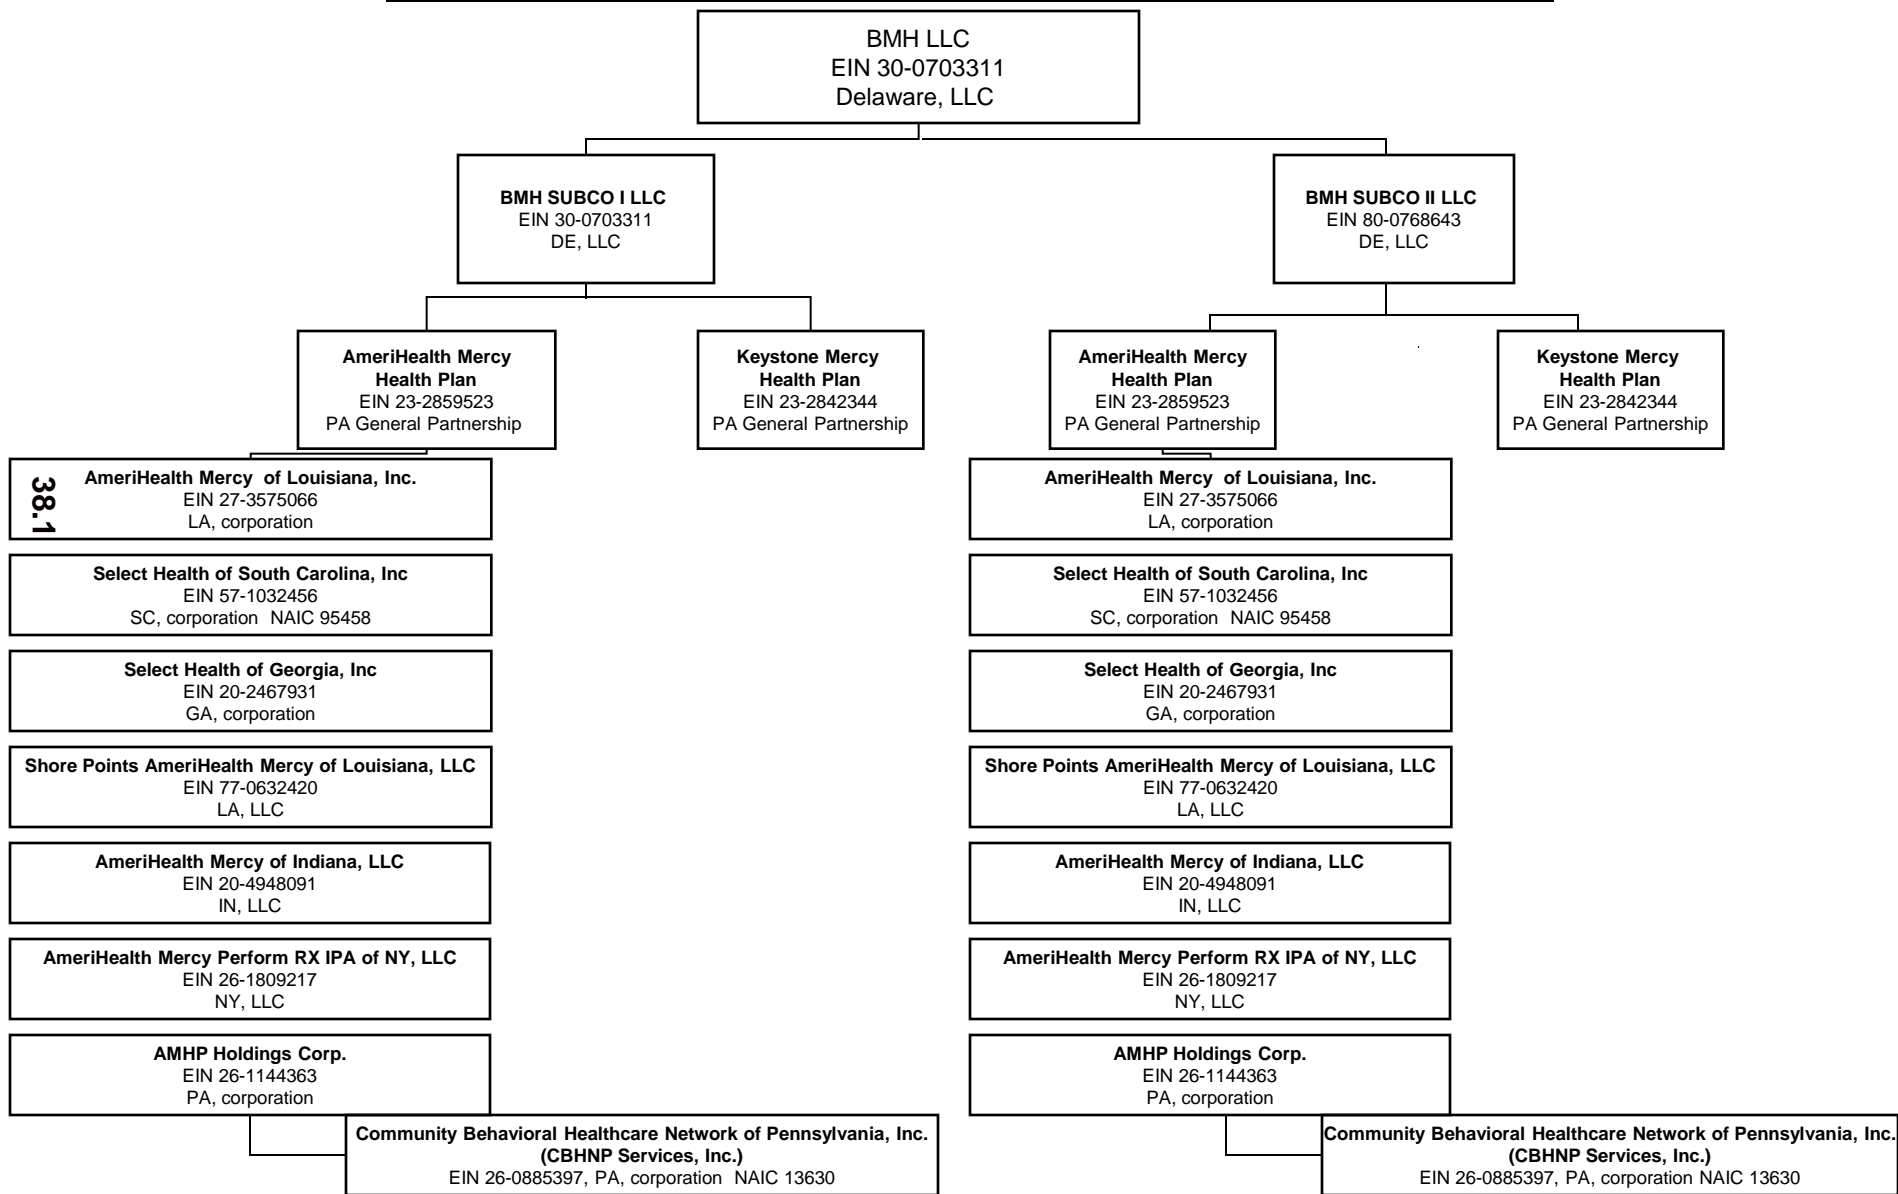 BMH LLC
EIN 30-0703311
Delaware, LLC
BMH SUBCO I LLC
EIN 30-0703311
DE, LLC
BMH SUBCO II LLC
EIN 80-0768643
DE, LLC
AmeriHealth Mercy
Health Plan
EIN 23-2859523
PA General Partnership
Keystone Mercy
Health Plan
EIN 23-2842344
PA General Partnership
AmeriHealth Mercy
Health Plan
EIN 23-2859523
PA General Partnership
Keystone Mercy
Health Plan
EIN 23-2842344
PA General Partnership
38.1
AmeriHealth Mercy of Louisiana, Inc.
EIN 27-3575066
LA, corporation
Select Health of South Carolina, Inc
EIN 57-1032456
SC, corporation NAIC 95458
Select Health of Georgia, Inc
EIN 20-2467931
GA, corporation
Shore Points AmeriHealth Mercy of Louisiana, LLC
EIN 77-0632420
LA, LLC
AmeriHealth Mercy of Indiana, LLC
EIN 20-4948091
IN, LLC
AmeriHealth Mercy Perform RX IPA of NY, LLC
EIN 26-1809217
NY, LLC
AMHP Holdings Corp.
EIN 26-1144363
PA, corporation
Community Behavioral Healthcare Network of Pennsylvania, Inc.
(CBHNP Services, Inc.)
EIN 26-0885397, PA, corporation NAIC 13630
AmeriHealth Mercy of Louisiana, Inc.
EIN 27-3575066
LA, corporation
Select Health of South Carolina, Inc
EIN 57-1032456
SC, corporation NAIC 95458
Select Health of Georgia, Inc
EIN 20-2467931
GA, corporation
Shore Points AmeriHealth Mercy of Louisiana, LLC
EIN 77-0632420
LA, LLC
AmeriHealth Mercy of Indiana, LLC
EIN 20-4948091
IN, LLC
AmeriHealth Mercy Perform RX IPA of NY, LLC
EIN 26-1809217
NY, LLC
AMHP Holdings Corp.
EIN 26-1144363
PA, corporation
Community Behavioral Healthcare Network of Pennsylvania, Inc.
(CBHNP Services, Inc.)
EIN 26-0885397, PA, corporation NAIC 13630